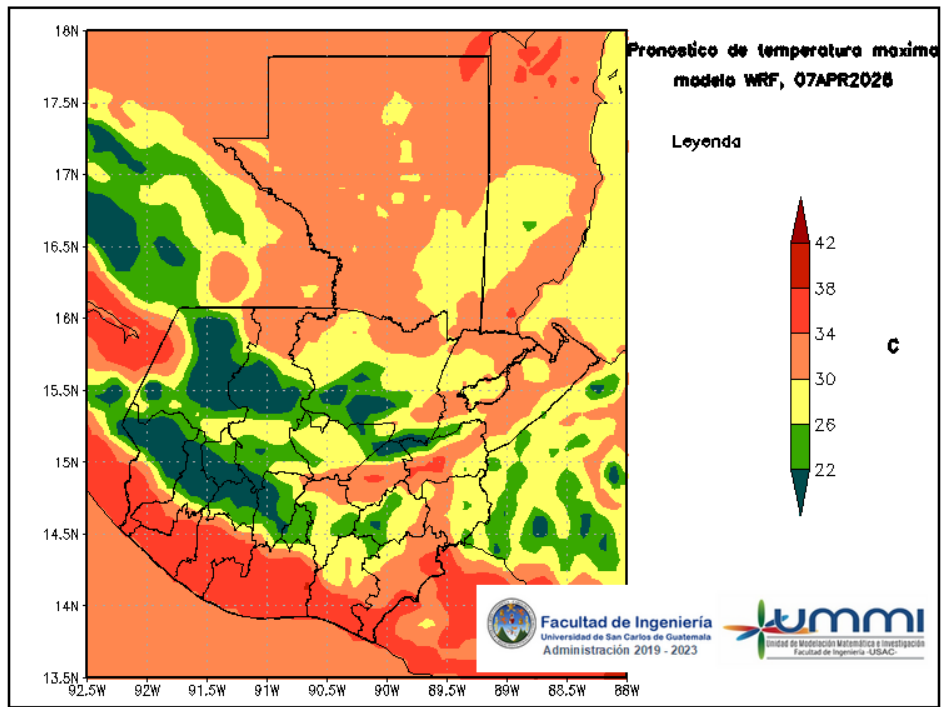 Pronostico de temperatura maxima
modelo WRF, 07APR2026
Leyenda
42
38
34
30
26
22
C
18N
17.5N
17N
16.5N
16N
15.5N
15N
14.5N
14N
13.5N
92.5W 92W 91.5W 91W 90.5W 90W 89.5W 89W 88.5W 88W
Facultad de Ingeniería
Universidad de San Carlos de Guatemala
Administración 2019 - 2023
UMMI
Unidad de Modelación Matemática e Investigación
Facultad de Ingeniería -USAC-